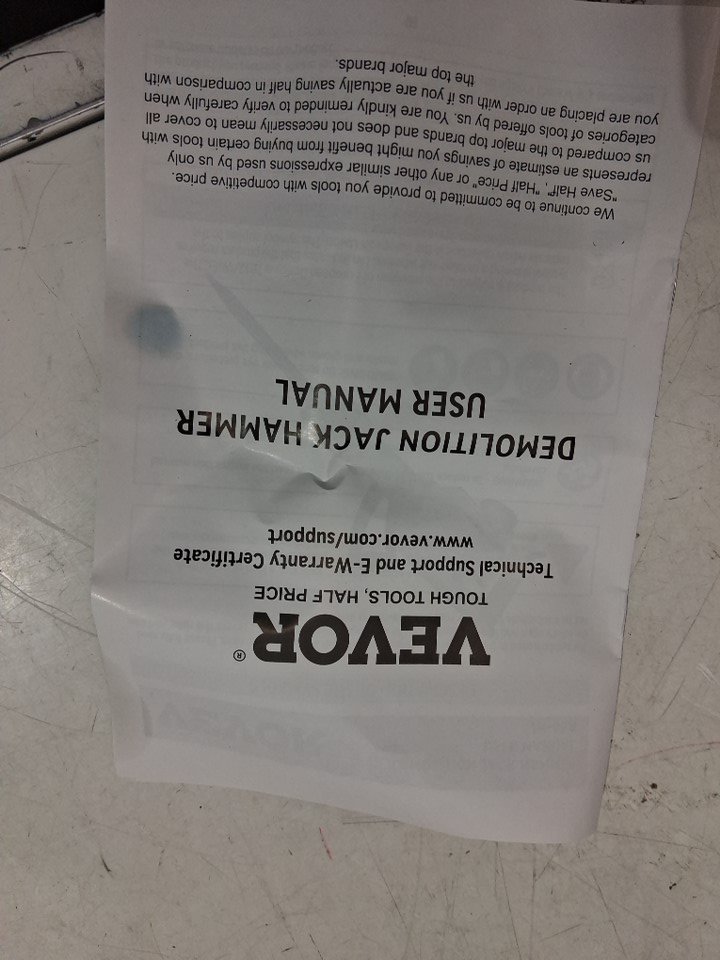 VEVOR®
TOUGH TOOLS, HALF PRICE
Technical Support and E-Warranty Certificate
www.vevor.com/support
DEMOLITION JACK HAMMER
USER MANUAL
We continue to be committed to provide you tools with competitive price.
"Save Half", "Half Price" or any other similar expressions used by us only
represents an estimate of savings you might benefit from buying certain tools with
us compared to the major top brands and does not necessarily mean to cover all
categories of tools offered by us. You are kindly reminded to verify carefully when
you are placing an order with us if you are actually saving half in comparison with
the top major brands.